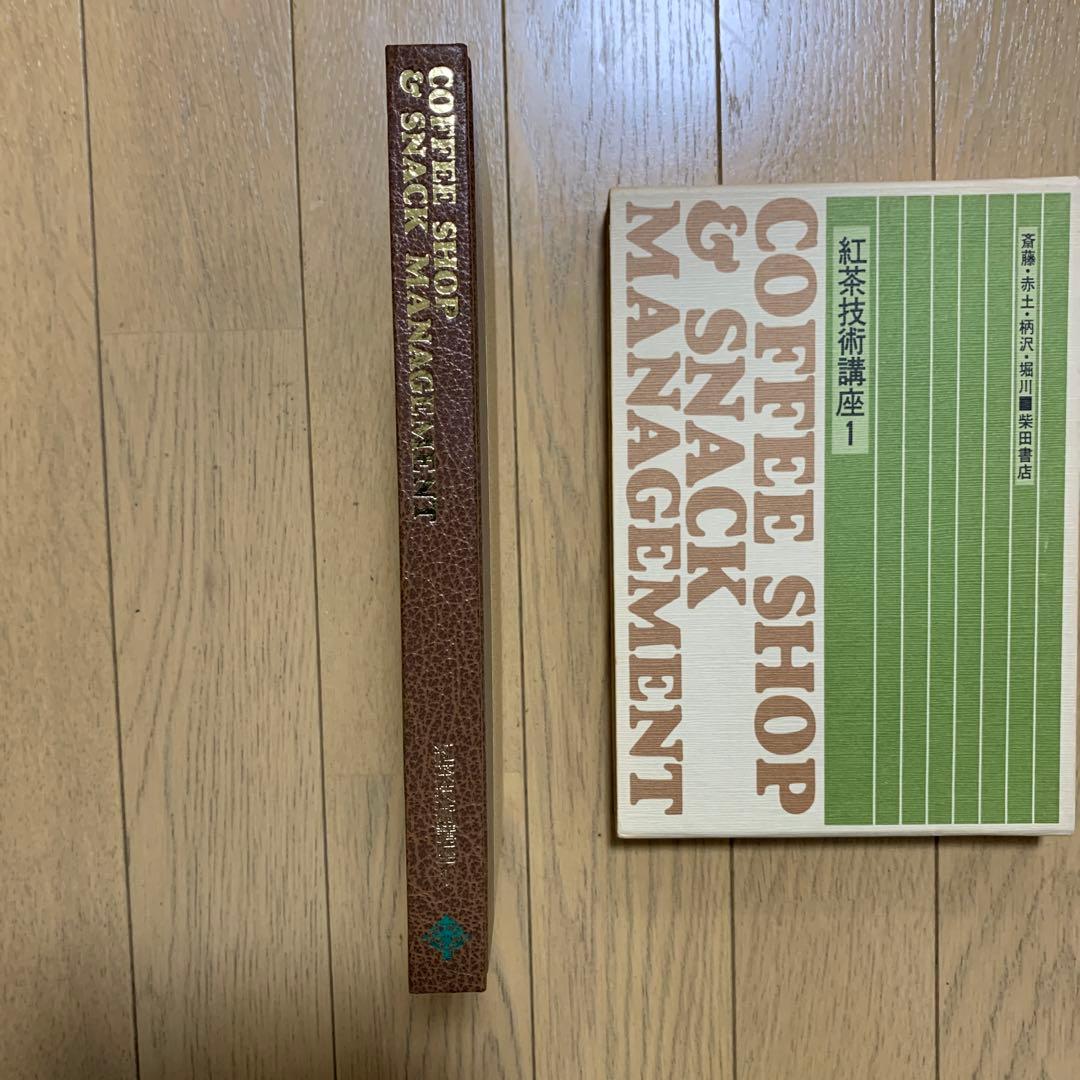 COFFEE SHOP
& SNACK MANAGEMENT
斎藤・赤土・柄沢・堀川■柴田書店
紅茶技術講座1
COFFEE SHOP
& SNACK
MANAGEMENT